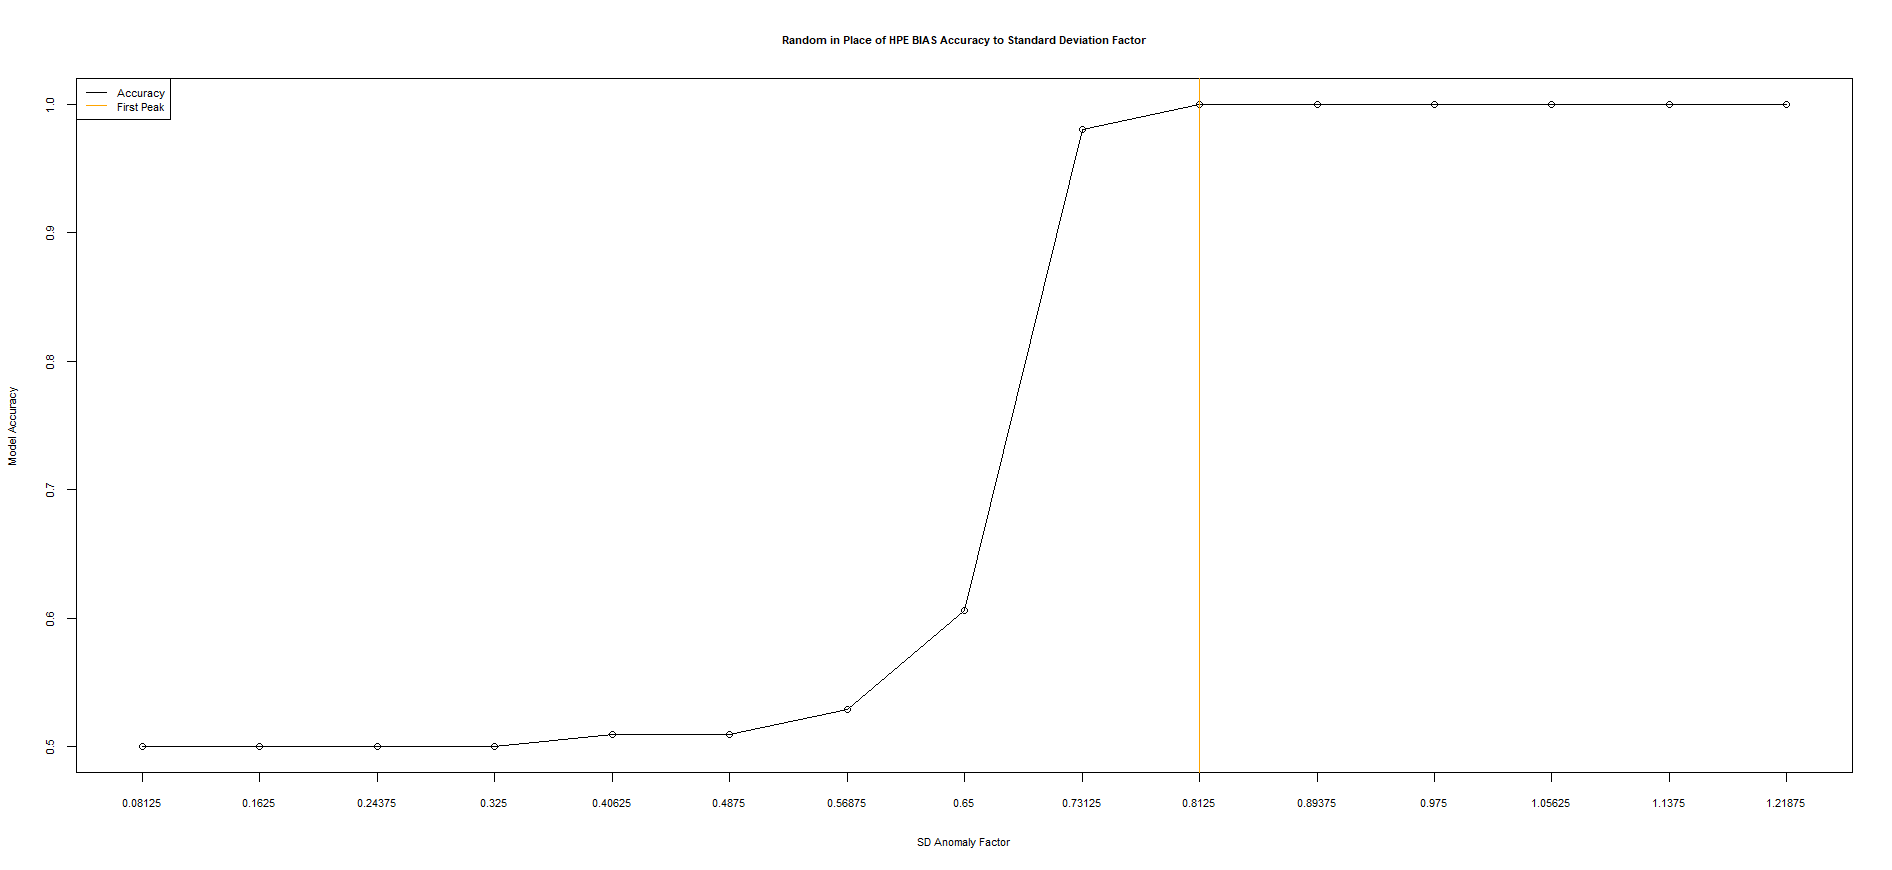 Random in Place of HPE BIAS Accuracy to Standard Deviation Factor
Accuracy
First Peak
1.0
0.9
0.8
0.7
0.6
0.5
Model Accuracy
0.08125 0.1625 0.24375 0.325 0.40625 0.4875 0.56875 0.65 0.73125 0.8125 0.89375 0.975 1.05625 1.1375 1.21875
SD Anomaly Factor